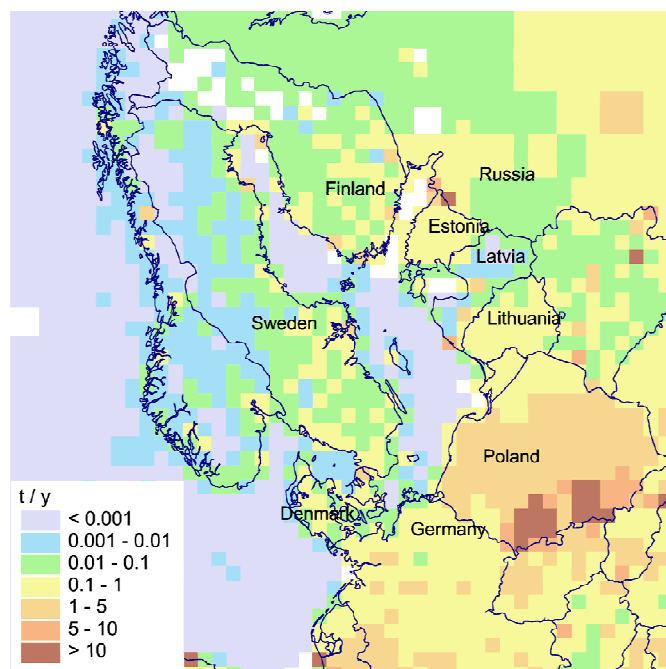 Finland
Russia
Estonia
Latvia
Lithuania
Sweden
Poland
Denmark
Germany
t / y
< 0.001
0.001 - 0.01
0.01 - 0.1
0.1 - 1
1 - 5
5 - 10
> 10